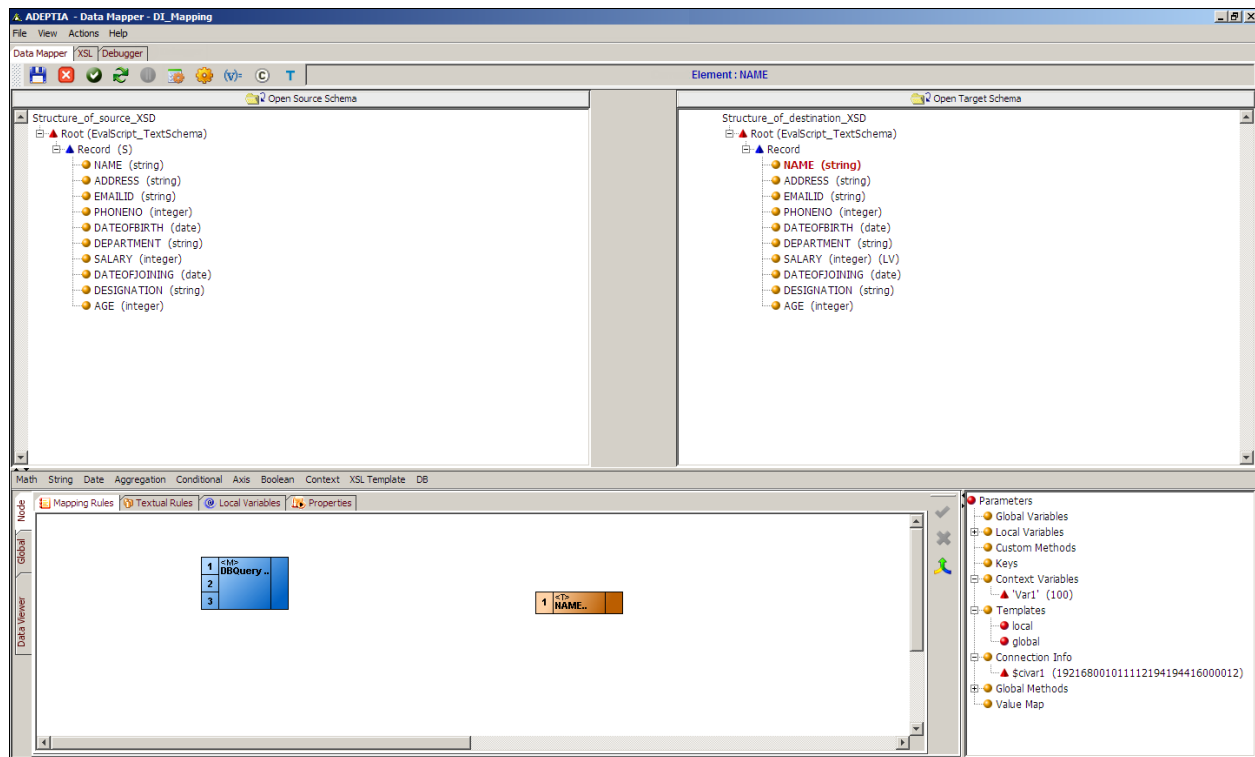 ADEPTIA - Data Mapper - DI_Mapping
File View Actions Help
Data Mapper XSL Debugger
(V)= C T Element : NAME
Open Source Schema
Open Target Schema
Structure_of_source_XSD
Root (EvalScript_TextSchema)
Record (S)
NAME (string)
ADDRESS (string)
EMAILID (string)
PHONENO (integer)
DATEOFBIRTH (date)
DEPARTMENT (string)
SALARY (integer)
DATEOFJOINING (date)
DESIGNATION (string)
AGE (integer)
Structure_of_destination_XSD
Root (EvalScript_TextSchema)
Record
NAME (string)
ADDRESS (string)
EMAILID (string)
PHONENO (integer)
DATEOFBIRTH (date)
DEPARTMENT (string)
SALARY (integer) (LV)
DATEOFJOINING (date)
DESIGNATION (string)
AGE (integer)
Math String Date Aggregation Conditional Axis Boolean Context XSL Template DB
Node
Global
Data Viewer
Mapping Rules Textual Rules Local Variables Properties
1 <M>
DBQuery ..
2
3
1 <T>
NAME..
Parameters
Global Variables
Local Variables
Custom Methods
Keys
Context Variables
'Var1' (100)
Templates
local
global
Connection Info
$civar1 (192168001011112194194416000012)
Global Methods
Value Map